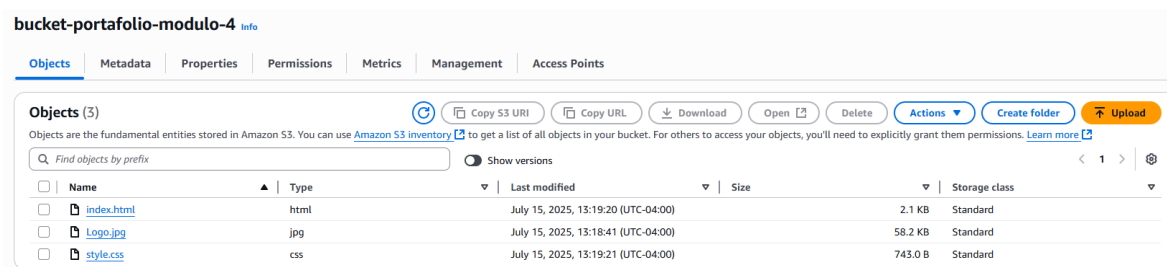 bucket-portafolio-modulo-4 Info
Objects Metadata Properties Permissions Metrics Management Access Points
Objects (3) Copy S3 URI Copy URL Download Open Delete Actions Create folder Upload
Objects are the fundamental entities stored in Amazon S3. You can use Amazon S3 inventory to get a list of all objects in your bucket. For others to access your objects, you'll need to explicitly grant them permissions. Learn more
Find objects by prefix Show versions 1
Name Type Last modified Size Storage class
index.html html July 15, 2025, 13:19:20 (UTC-04:00) 2.1 KB Standard
Logo.jpg jpg July 15, 2025, 13:18:41 (UTC-04:00) 58.2 KB Standard
style.css css July 15, 2025, 13:19:21 (UTC-04:00) 743.0 B Standard